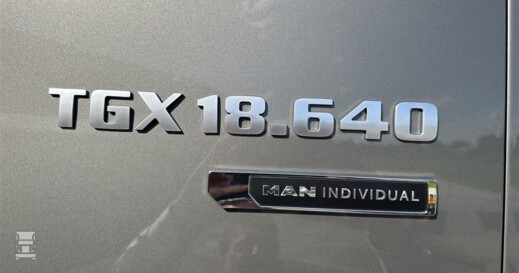 TGX 18.640
MAN INDIVIDUAL